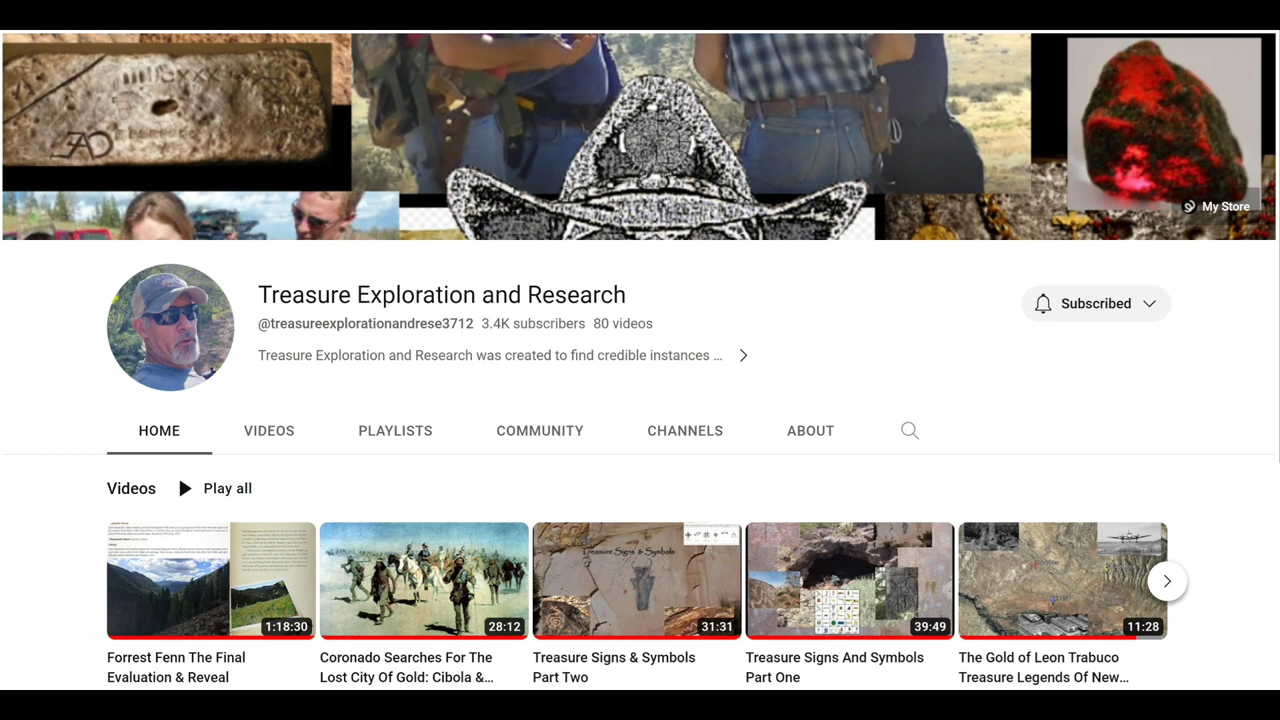 My Store
Treasure Exploration and Research
@treasureexplorationandrese3712 3.4K subscribers 80 videos
Treasure Exploration and Research was created to find credible instances ...
Subscribed
HOME VIDEOS PLAYLISTS COMMUNITY CHANNELS ABOUT
Videos Play all
Treasure Signs & Symbols
1:18:30 28:12 31:31 39:49 11:28
Forrest Fenn The Final
Evaluation & Reveal
Coronado Searches For The
Lost City Of Gold: Cibola &...
Treasure Signs & Symbols
Part Two
Treasure Signs And Symbols
Part One
The Gold of Leon Trabuco
Treasure Legends Of New...